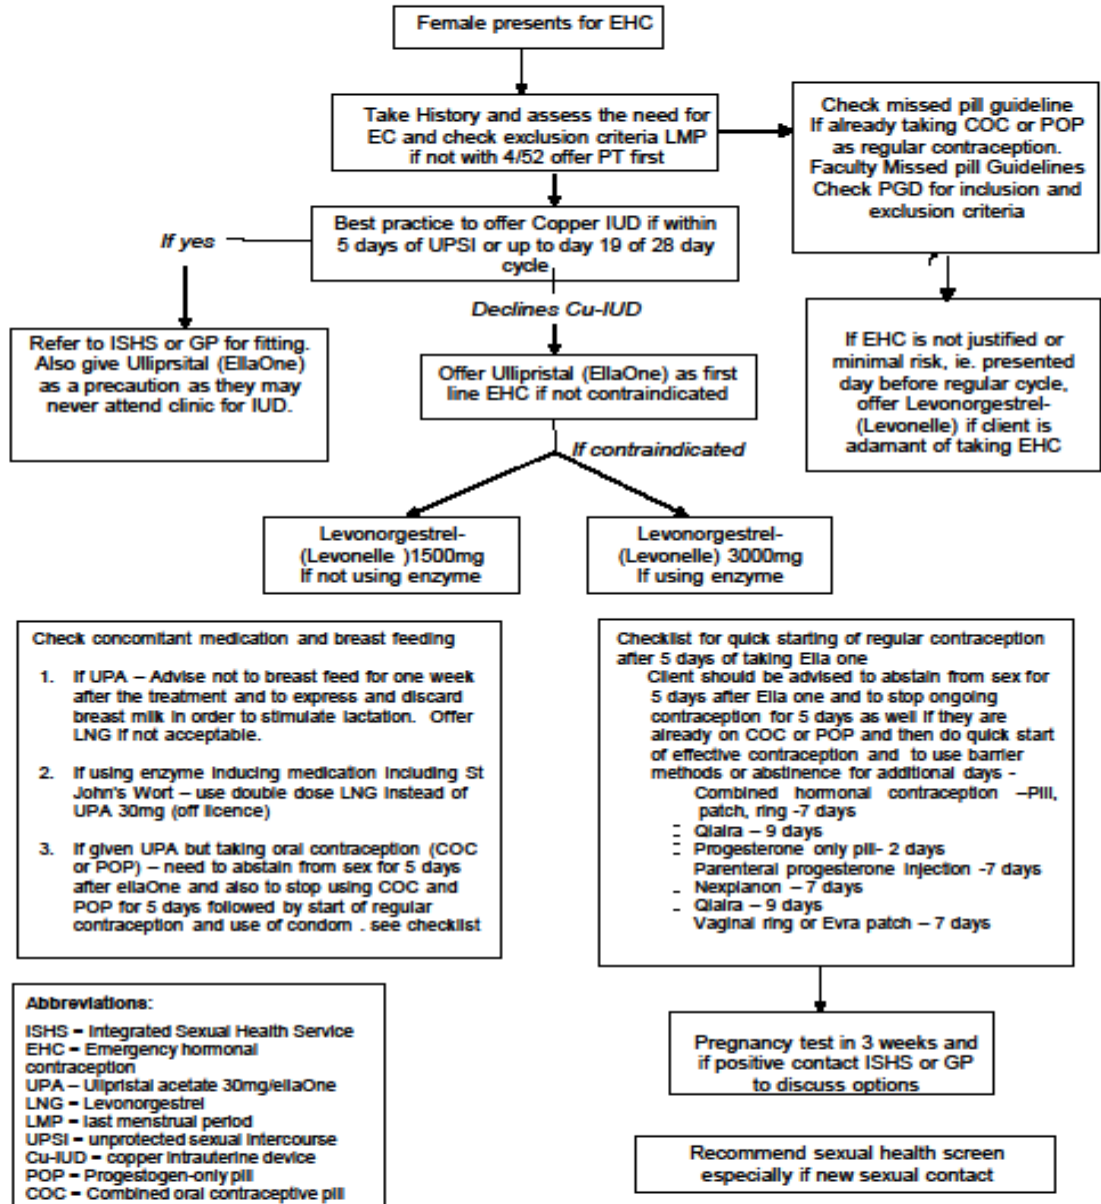 Female presents for EHC
Take History and assess the need for
EC and check exclusion criteria LMP
if not with 4/52 offer PT first
Check missed pill guideline
If already taking COC or POP
as regular contraception.
Faculty Missed pill Guidelines
Check PGD for inclusion and
exclusion criteria
Best practice to offer Copper IUD if within
5 days of UPSI or up to day 19 of 28 day
cycle
If yes
Declines Cu-IUD
Refer to ISHS or GP for fitting.
Also give Ulliprsital (EllaOne)
as a precaution as they may
never attend clinic for IUD.
Offer Ullipristal (EllaOne) as first
line EHC if not contraindicated
If EHC is not justified or
minimal risk, ie. presented
day before regular cycle,
offer Levonorgestrel-
(Levonelle) if client is
adamant of taking EHC
If contraindicated
Levonorgestrel-
(Levonelle )1500mg
If not using enzyme
Levonorgestrel-
(Levonelle) 3000mg
If using enzyme
Check concomitant medication and breast feeding
1. If UPA – Advise not to breast feed for one week
after the treatment and to express and discard
breast milk in order to stimulate lactation. Offer
LNG if not acceptable.
2. If using enzyme inducing medication including St
John's Wort – use double dose LNG instead of
UPA 30mg (off licence)
3. If given UPA but taking oral contraception (COC
or POP) – need to abstain from sex for 5 days
after ellaOne and also to stop using COC and
POP for 5 days followed by start of regular
contraception and use of condom . see checklist
Checklist for quick starting of regular contraception
after 5 days of taking Ella one
Client should be advised to abstain from sex for
5 days after Ella one and to stop ongoing
contraception for 5 days as well if they are
already on COC or POP and then do quick start
of effective contraception and to use barrier
methods or abstinence for additional days -
Combined hormonal contraception –Pill,
patch, ring -7 days
- Qlaira – 9 days
- Progesterone only pill- 2 days
Parenteral progesterone injection -7 days
- Nexplanon – 7 days
- Qlaira – 9 days
Vaginal ring or Evra patch – 7 days
Abbreviations:
ISHS = Integrated Sexual Health Service
EHC = Emergency hormonal
contraception
UPA – Ulipristal acetate 30mg/ellaOne
LNG = Levonorgestrel
LMP = last menstrual period
UPSI = unprotected sexual intercourse
Cu-IUD = copper intrauterine device
POP = Progestogen-only pill
COC = Combined oral contraceptive pill
Pregnancy test in 3 weeks and
if positive contact ISHS or GP
to discuss options
Recommend sexual health screen
especially if new sexual contact